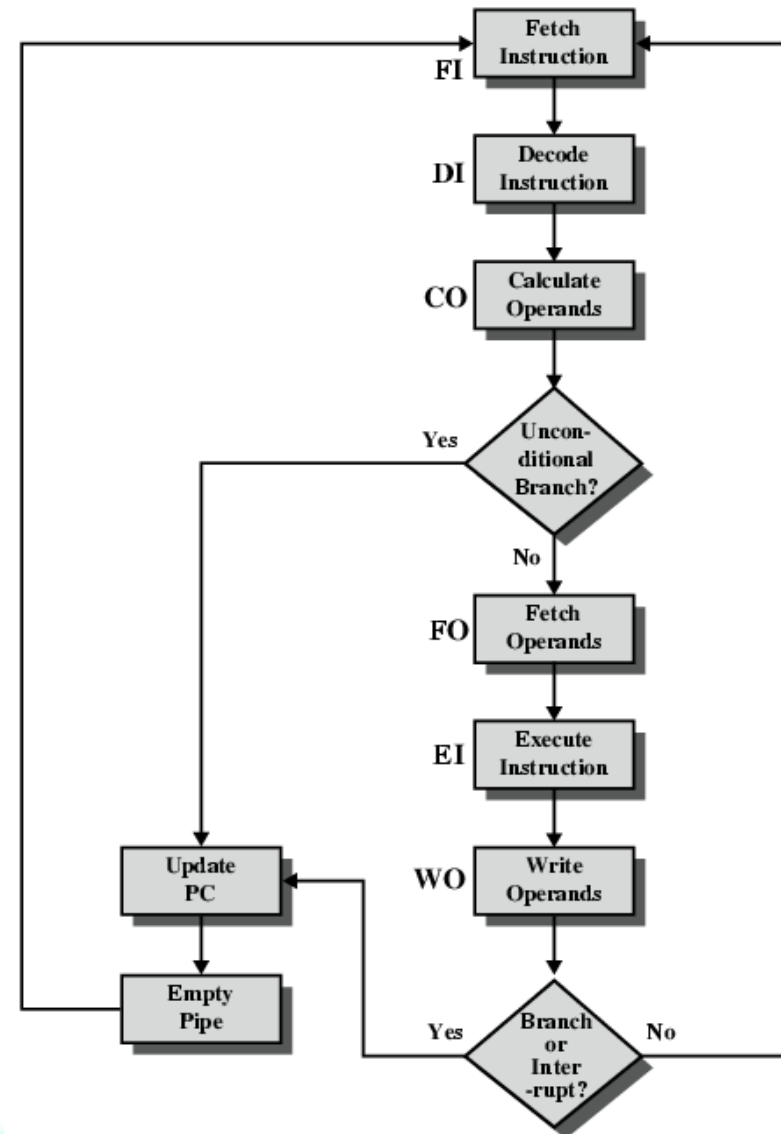 Fetch
Instruction
FI
Decode
Instruction
DI
Calculate
Operands
CO
Yes
Uncon-
ditional
Branch?
No
Fetch
Operands
FO
Execute
Instruction
EI
Update
PC
Write
Operands
WO
Empty
Pipe
Yes
Branch
or
Inter
-rupt?
No